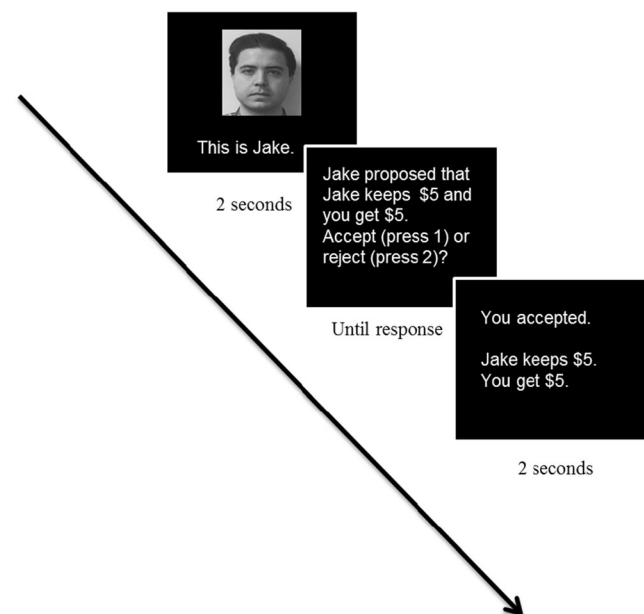 This is Jake.
2 seconds
Jake proposed that
Jake keeps $5 and
you get $5.
Accept (press 1) or
reject (press 2)?
Until response
You accepted.
Jake keeps $5.
You get $5.
2 seconds